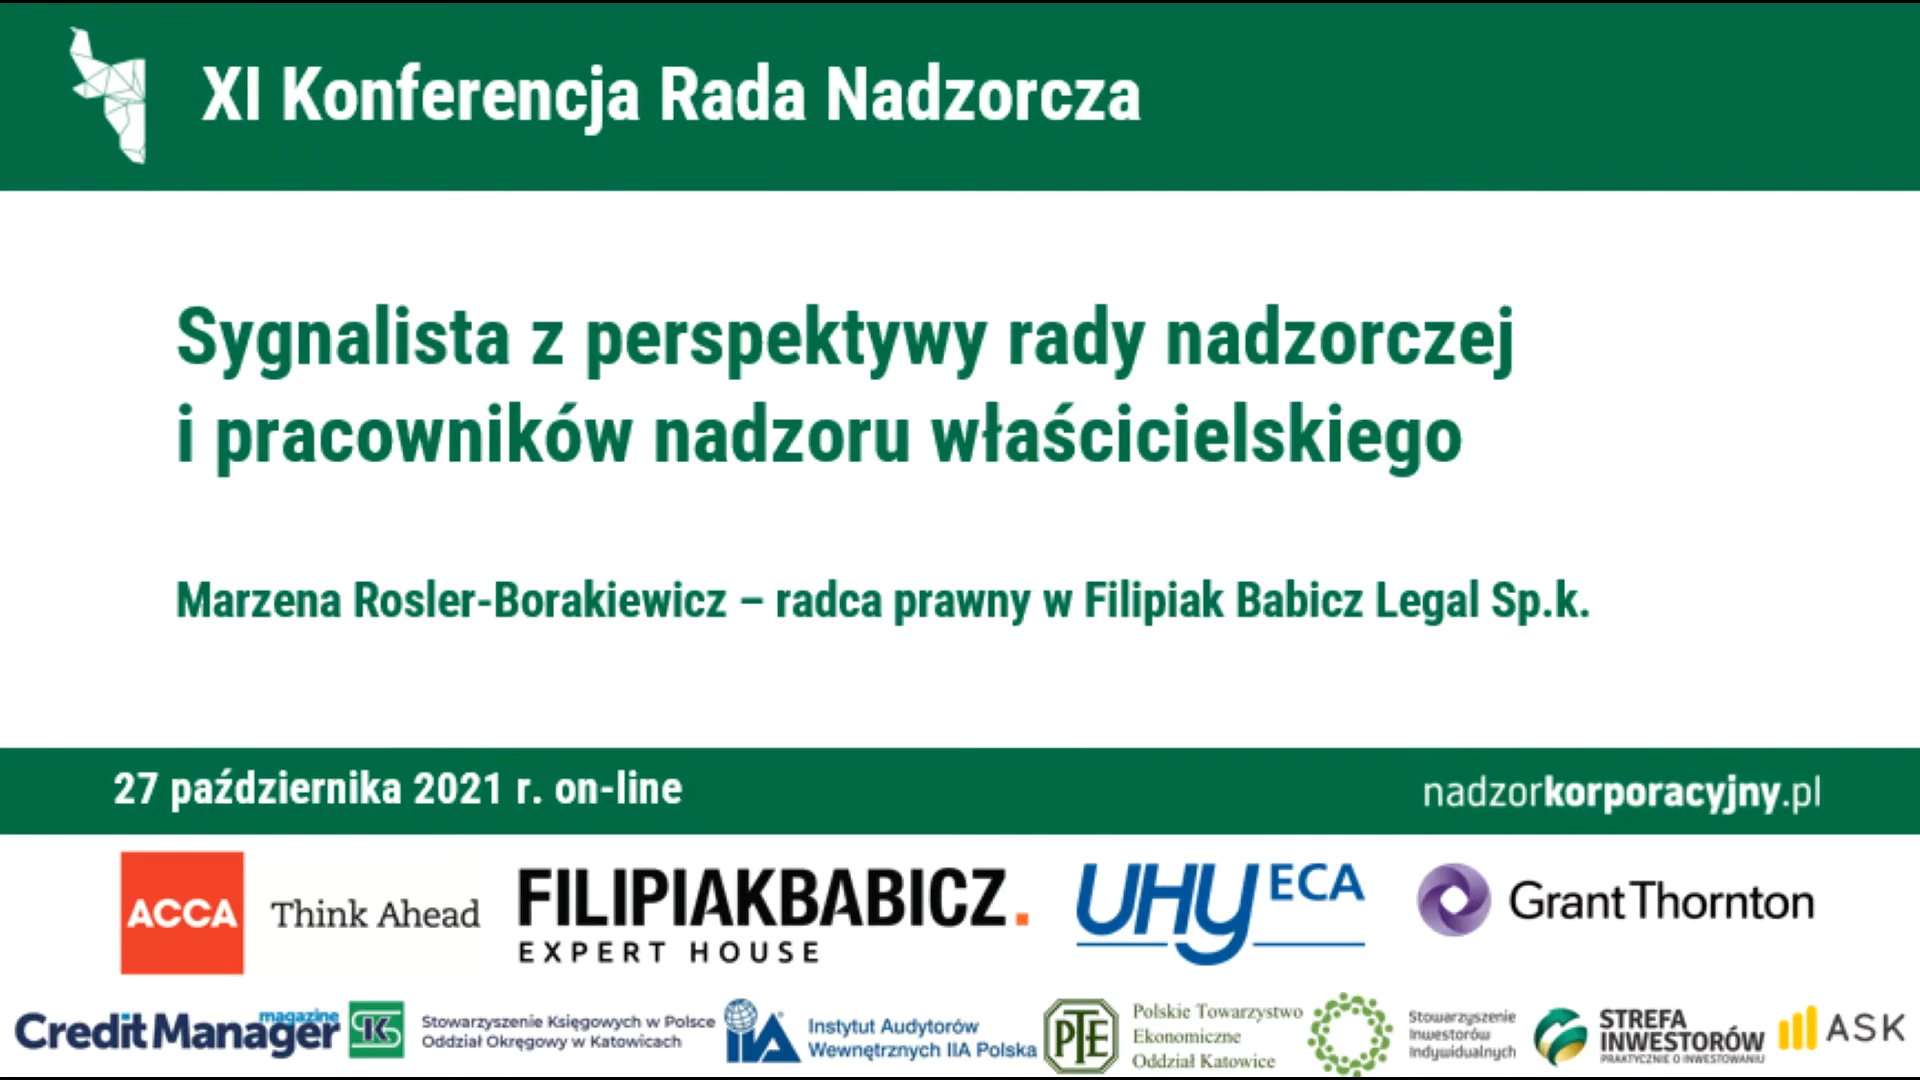 XI Konferencja Rada Nadzorcza
Sygnalista z perspektywy rady nadzorczej
i pracowników nadzoru właścicielskiego
Marzena Rosler-Borakiewicz – radca prawny w Filipiak Babicz Legal Sp.k.
27 października 2021 r. on-line
nadzorkorporacyjny.pl
ACCA
Think Ahead
FILIPIAKBABICZ.
EXPERT HOUSE
UHY ECA
Grant Thornton
magazine
Credit Manager
SK
Stowarzyszenie Księgowych w Polsce
Oddział Okręgowy w Katowicach
IIA
Instytut Audytorów
Wewnętrznych IIA Polska
PTE
Polskie Towarzystwo
Ekonomiczne
Oddział Katowice
Stowarzyszenie
Inwestorów
Indywidualnych
STREFA
INWESTORÓW
PRAKTYCZNIE O INWESTOWANIU
ASK